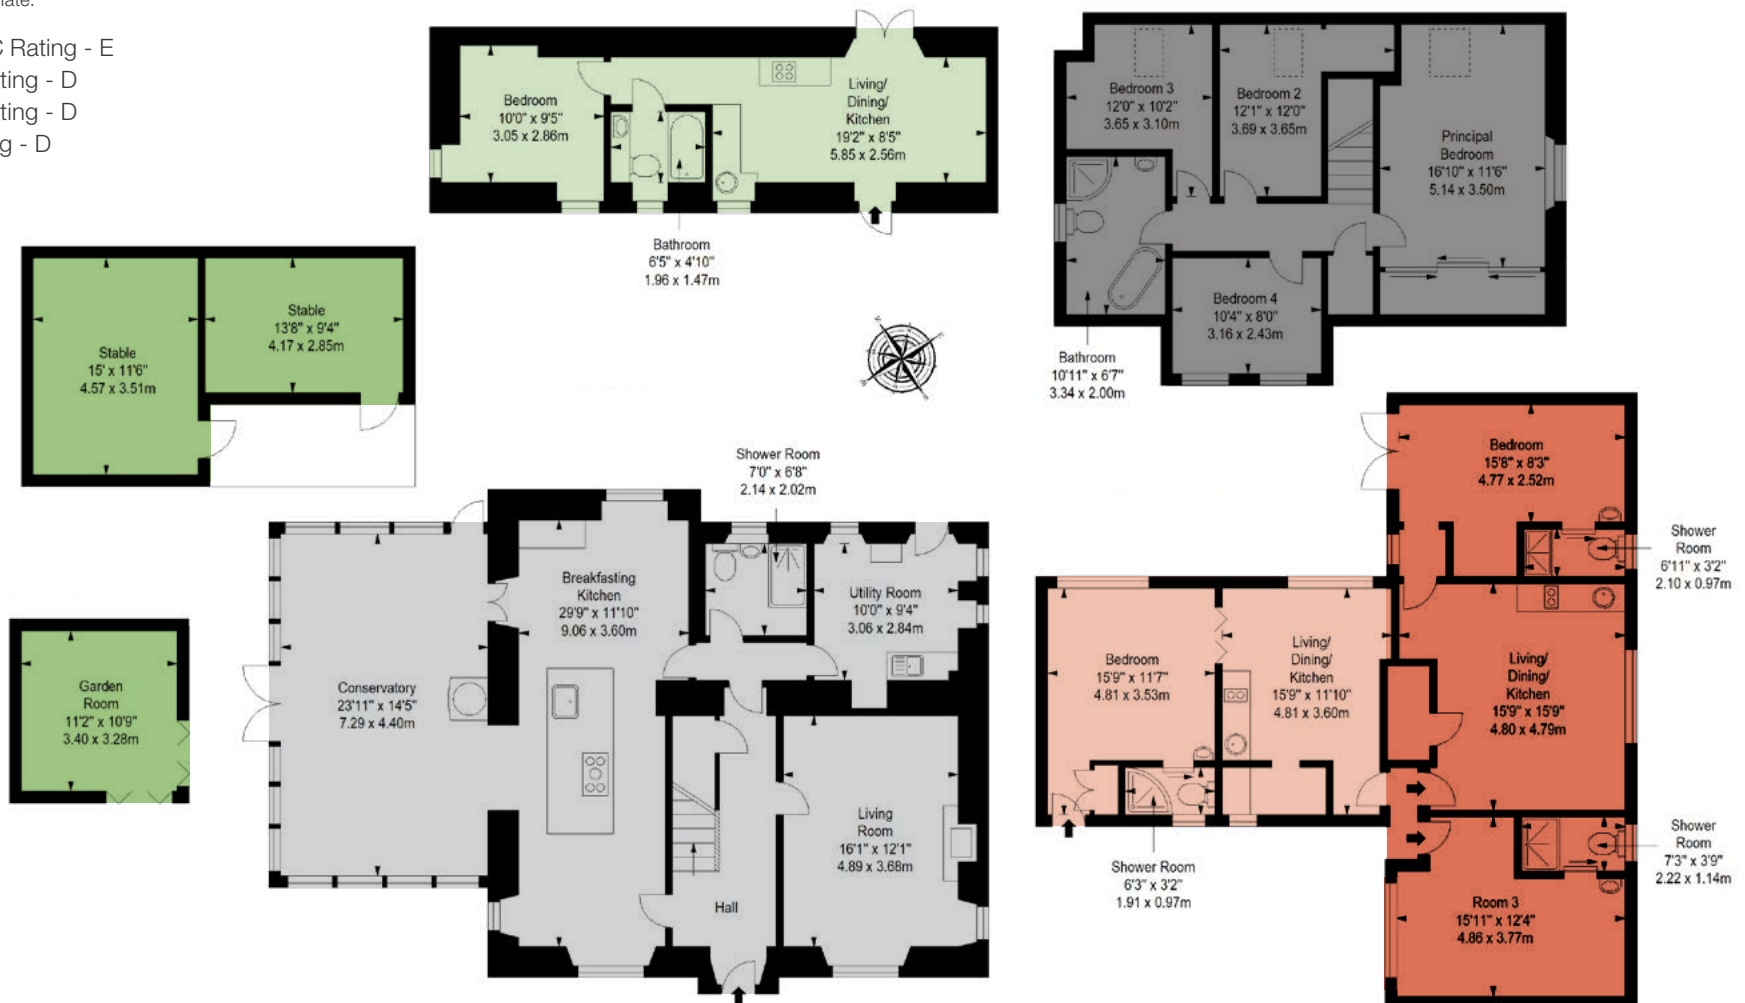 C Rating - E
ting - D
ting - D
g - D
Bedroom
10'0" x 9'5"
3.05 x 2.86m
Living/
Dining/
Kitchen
19'2" x 8'5"
5.85 x 2.56m
Bathroom
6'5" x 4'10"
1.96 x 1.47m
Bedroom 3
12'0" x 10'2"
3.65 x 3.10m
Bedroom 2
12'1" x 12'0"
3.69 x 3.65m
Principal
Bedroom
16'10" x 11'6"
5.14 x 3.50m
Bedroom 4
10'4" x 8'0"
3.16 x 2.43m
Bathroom
10'11" x 6'7"
3.34 x 2.00m
Stable
15' x 11'6"
4.57 x 3.51m
Stable
13'8" x 9'4"
4.17 x 2.85m
Garden
Room
11'2" x 10'9"
3.40 x 3.28m
Shower Room
7'0" x 6'8"
2.14 x 2.02m
Conservatory
23'11" x 14'5"
7.29 x 4.40m
Breakfasting
Kitchen
29'9" x 11'10"
9.06 x 3.60m
Utility Room
10'0" x 9'4"
3.06 x 2.84m
Living
Room
16'1" x 12'1"
4.89 x 3.68m
Hall
Bedroom
15'9" x 11'7"
4.81 x 3.53m
Living/
Dining/
Kitchen
15'9" x 11'10"
4.81 x 3.60m
Shower Room
6'3" x 3'2"
1.91 x 0.97m
Bedroom
15'8" x 8'3"
4.77 x 2.52m
Shower
Room
6'11" x 3'2"
2.10 x 0.97m
Living/
Dining/
Kitchen
15'9" x 15'9"
4.80 x 4.79m
Shower
Room
7'3" x 3'9"
2.22 x 1.14m
Room 3
15'11" x 12'4"
4.86 x 3.77m